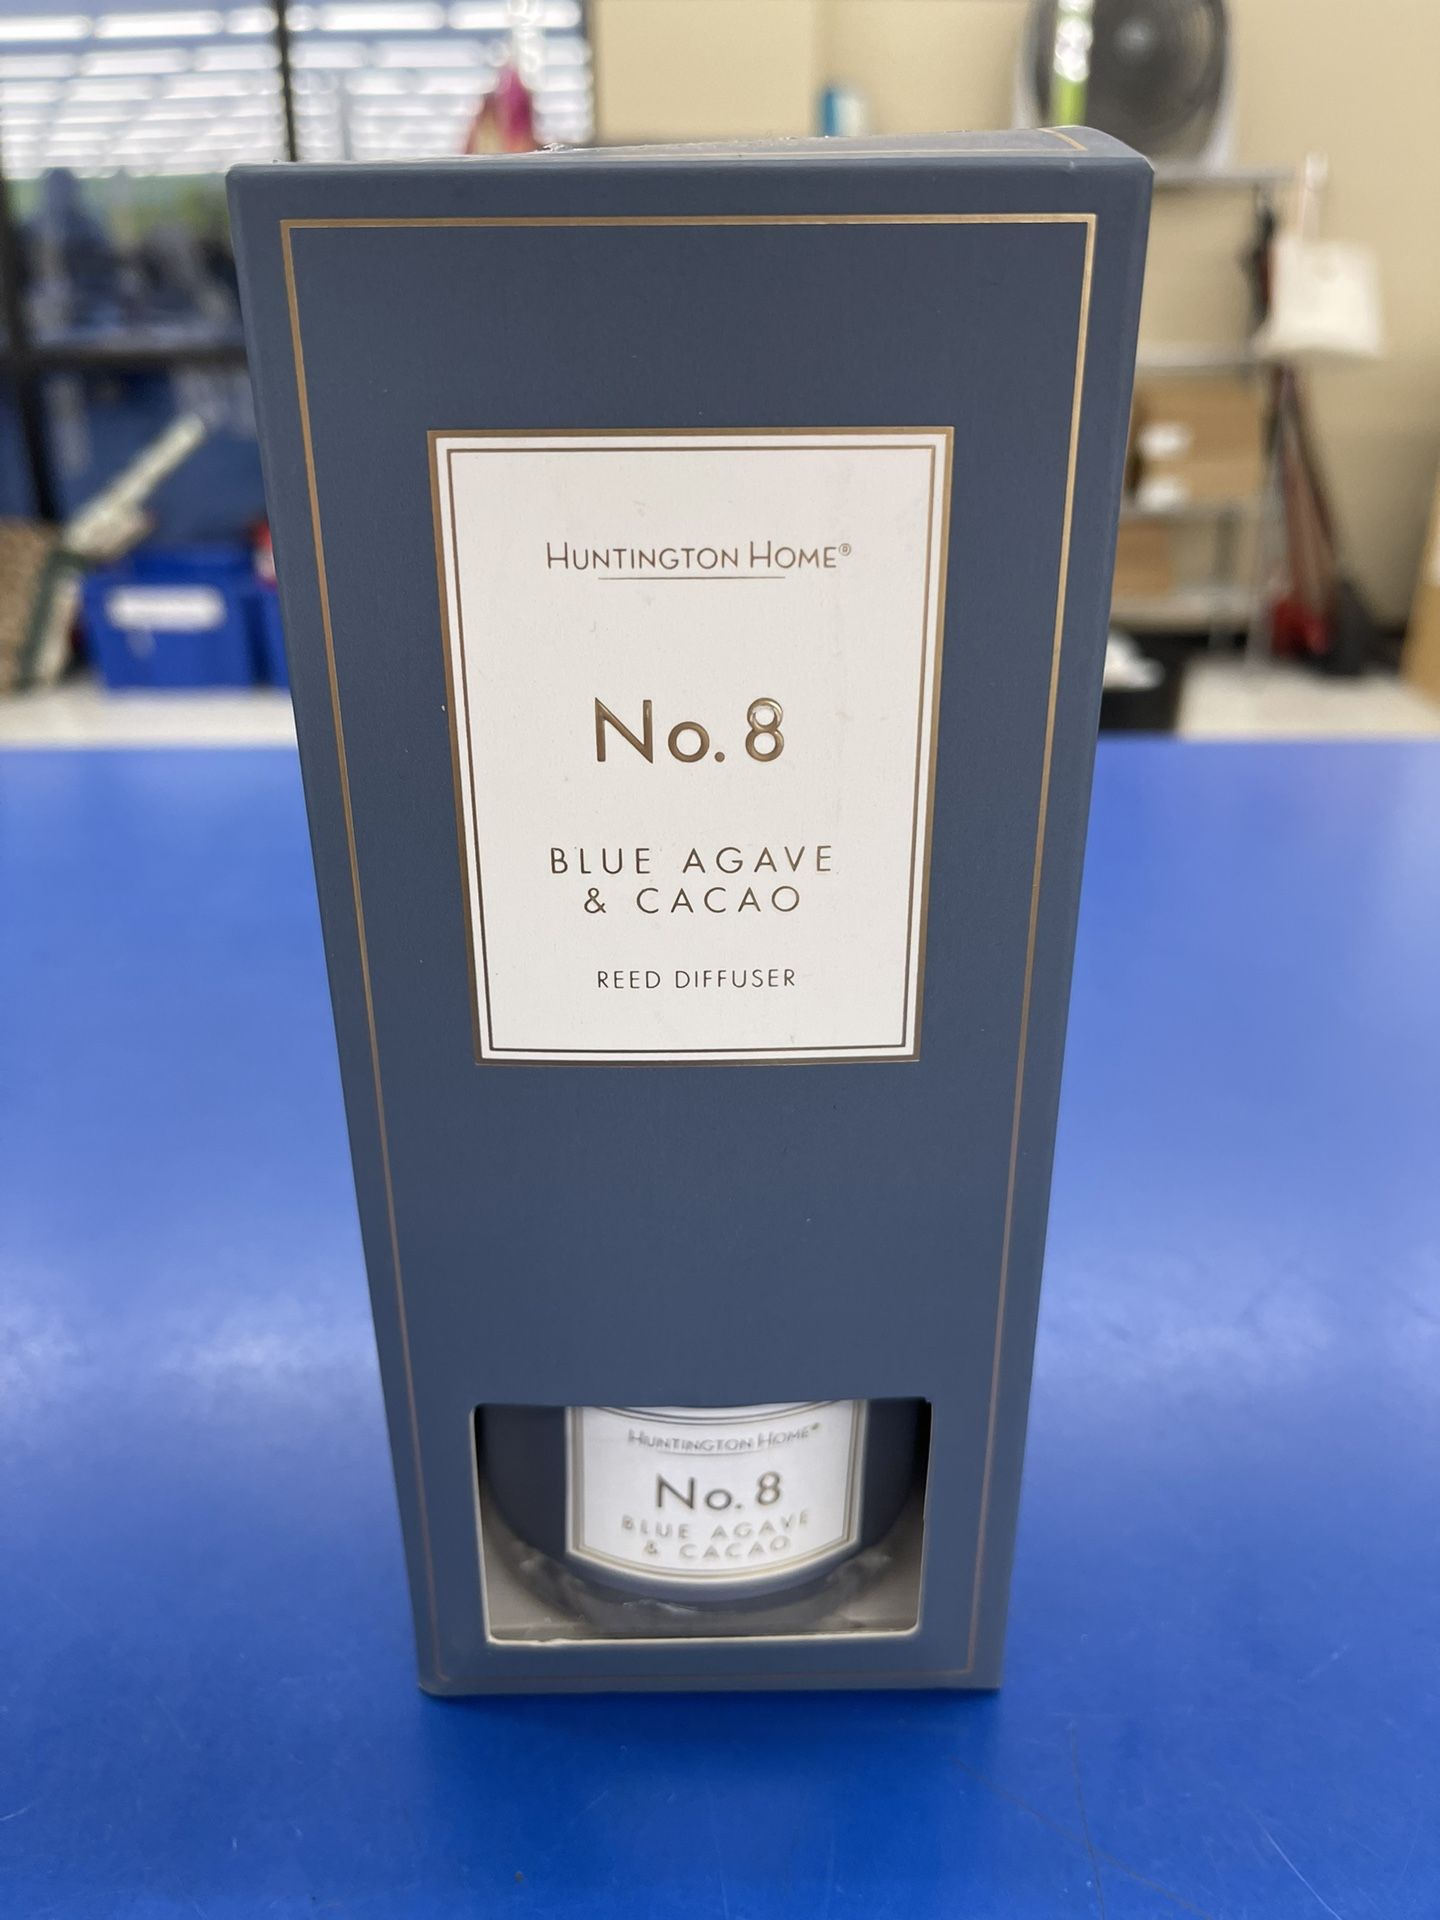 HUNTINGTON HOME®
No. 8
BLUE AGAVE
& CACAO
REED DIFFUSER
HUNTINGTON HOME®
No. 8
BLUE AGAVE
& CACAO